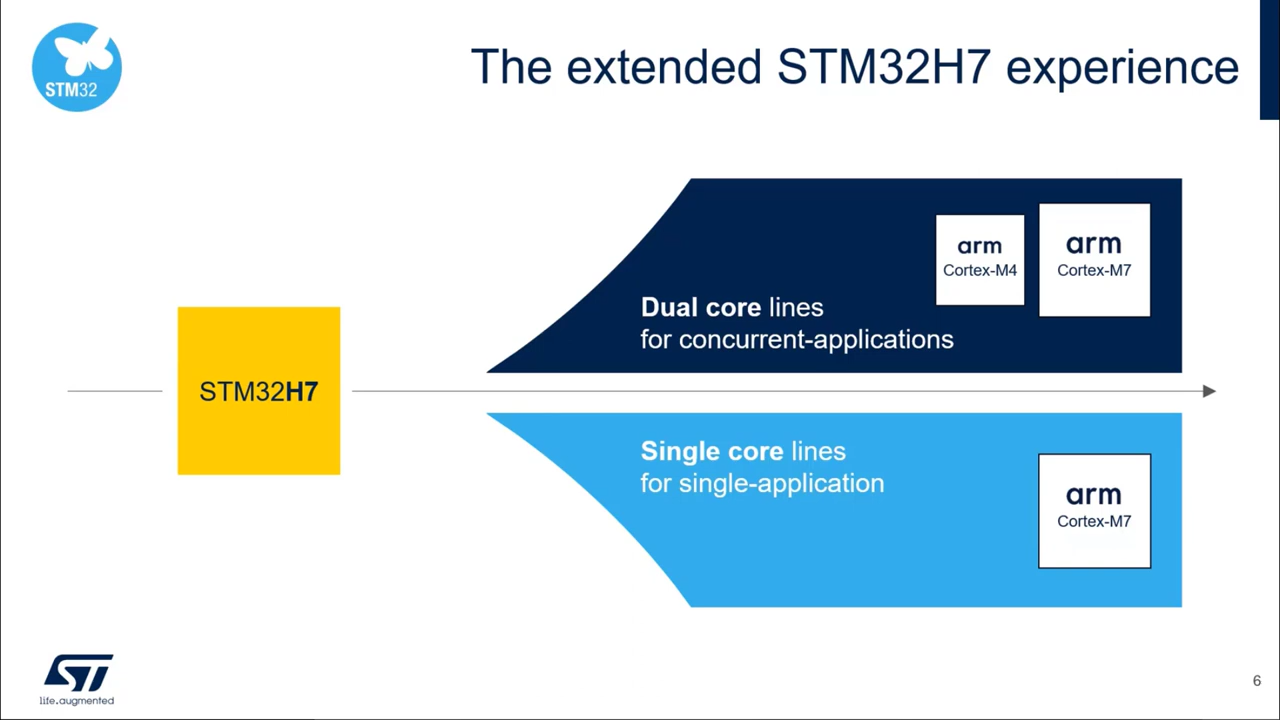 STM32
The extended STM32H7 experience
arm
Cortex-M4
arm
Cortex-M7
Dual core lines
for concurrent-applications
STM32H7
Single core lines
for single-application
arm
Cortex-M7
ST
life.augmented
6